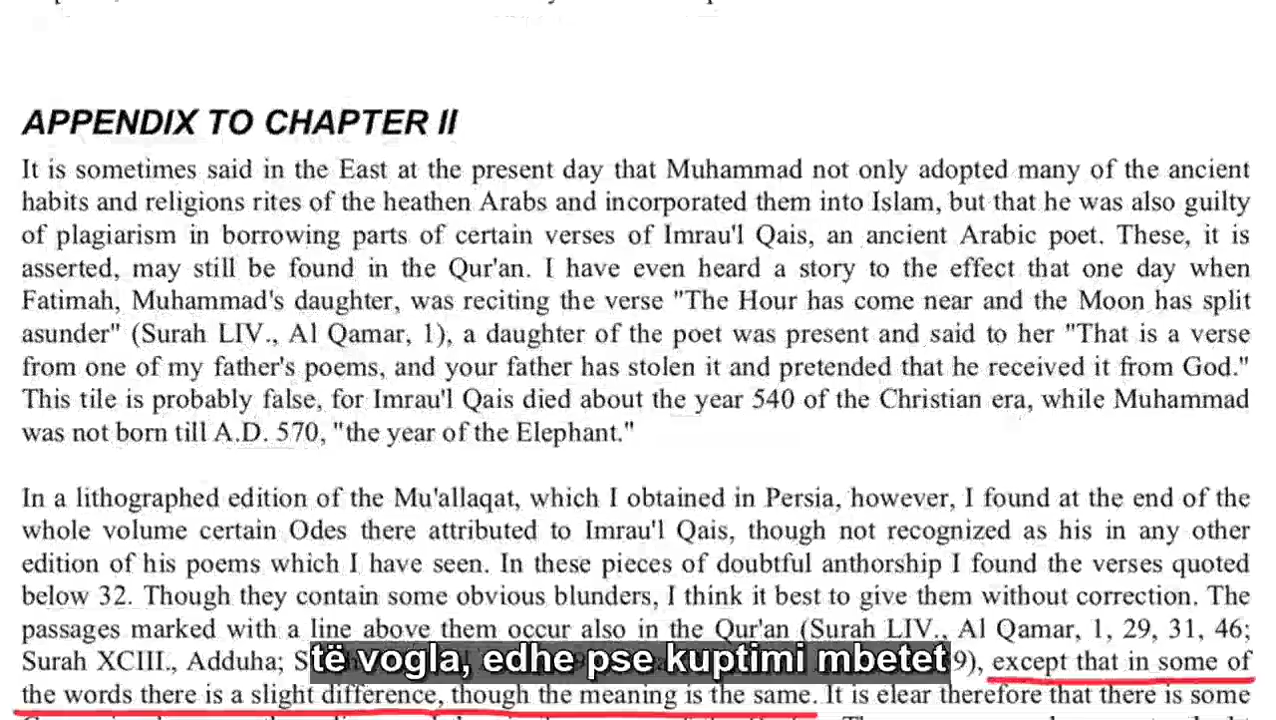 APPENDIX TO CHAPTER II
It is sometimes said in the East at the present day that Muhammad not only adopted many of the ancient
habits and religions rites of the heathen Arabs and incorporated them into Islam, but that he was also guilty
of plagiarism in borrowing parts of certain verses of Imrau'l Qais, an ancient Arabic poet. These, it is
asserted, may still be found in the Qur'an. I have even heard a story to the effect that one day when
Fatimah, Muhammad's daughter, was reciting the verse "The Hour has come near and the Moon has split
asunder" (Surah LIV., Al Qamar, 1), a daughter of the poet was present and said to her "That is a verse
from one of my father's poems, and your father has stolen it and pretended that he received it from God."
This tile is probably false, for Imrau'l Qais died about the year 540 of the Christian era, while Muhammad
was not born till A.D. 570, "the year of the Elephant."
In a lithographed edition of the Mu'allaqat, which I obtained in Persia, however, I found at the end of the
whole volume certain Odes there attributed to Imrau'l Qais, though not recognized as his in any other
edition of his poems which I have seen. In these pieces of doubtful anthorship I found the verses quoted
below 32. Though they contain some obvious blunders, I think it best to give them without correction. The
passages marked with a line above them occur also in the Qur'an (Surah LIV., Al Qamar, 1, 29, 31, 46;
Surah XCIII., Adduha; 9), except that in some of
të vogla, edhe pse kuptimi mbetet
the words there is a slight difference, though the meaning is the same. It is elear therefore that there is some